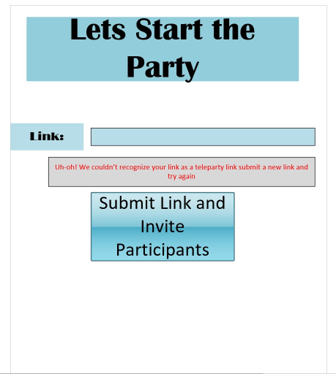 Lets Start the
Party
Link:
Uh-oh! We couldn't recognize your link as a teleparty link submit a new link and
try again
Submit Link and
Invite
Participants